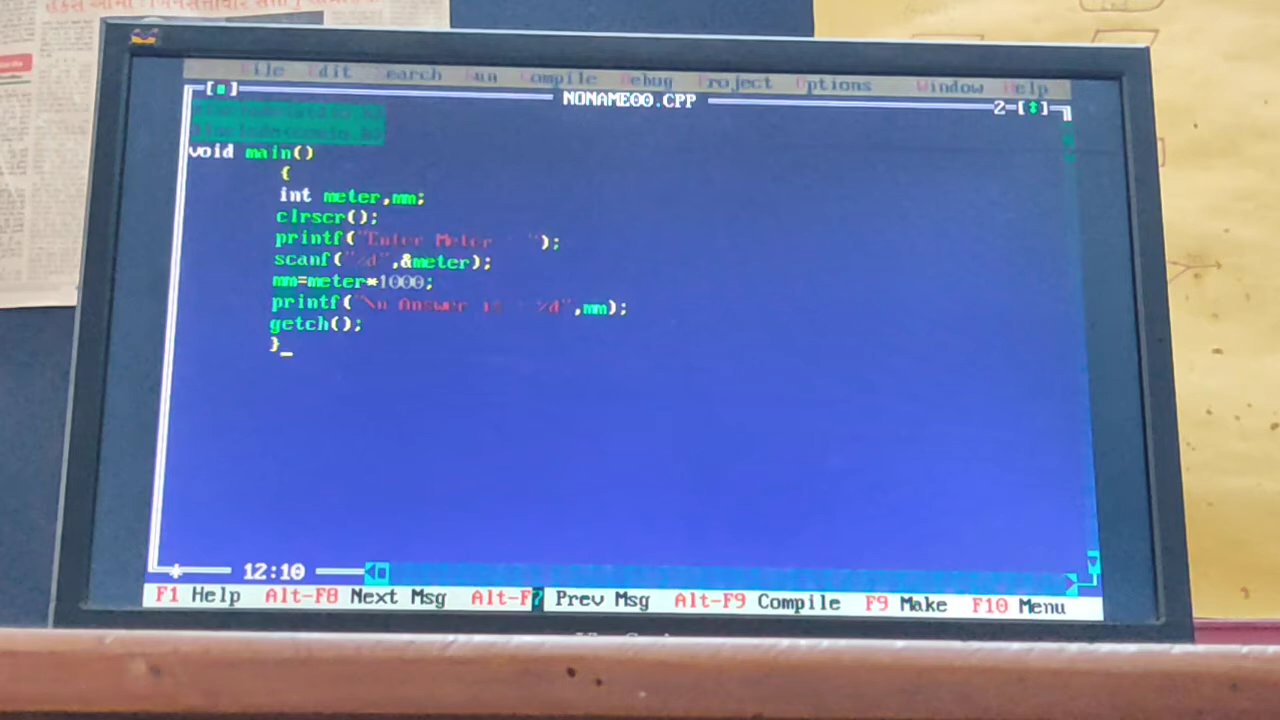 File Edit Search Run Compile Debug Project Options Window Help
[■] NONAME00.CPP 2=[↕]
void main()
{
int meter,mm;
clrscr();
printf("Enter Meter : ");
scanf("%d",&meter);
mm=meter*1000;
printf("\n Answer is : %d",mm);
getch();
}_
* 12:10
F1 Help Alt-F8 Next Msg Alt-F7 Prev Msg Alt-F9 Compile F9 Make F10 Menu